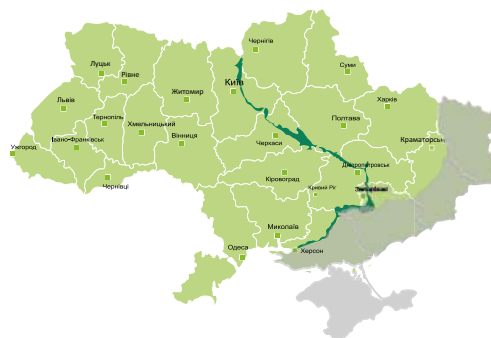 Чернігів
Луцьк
Рівне
Суми
Київ
Житомир
Львів
Харків
Тернопіль
Хмельницький
Полтава
Вінниця
Черкаси
Івано-Франківськ
Краматорськ
Ужгород
Дніпропетровськ
Кіровоград
Чернівці
Кривий Ріг
Миколаїв
Одеса
Херсон